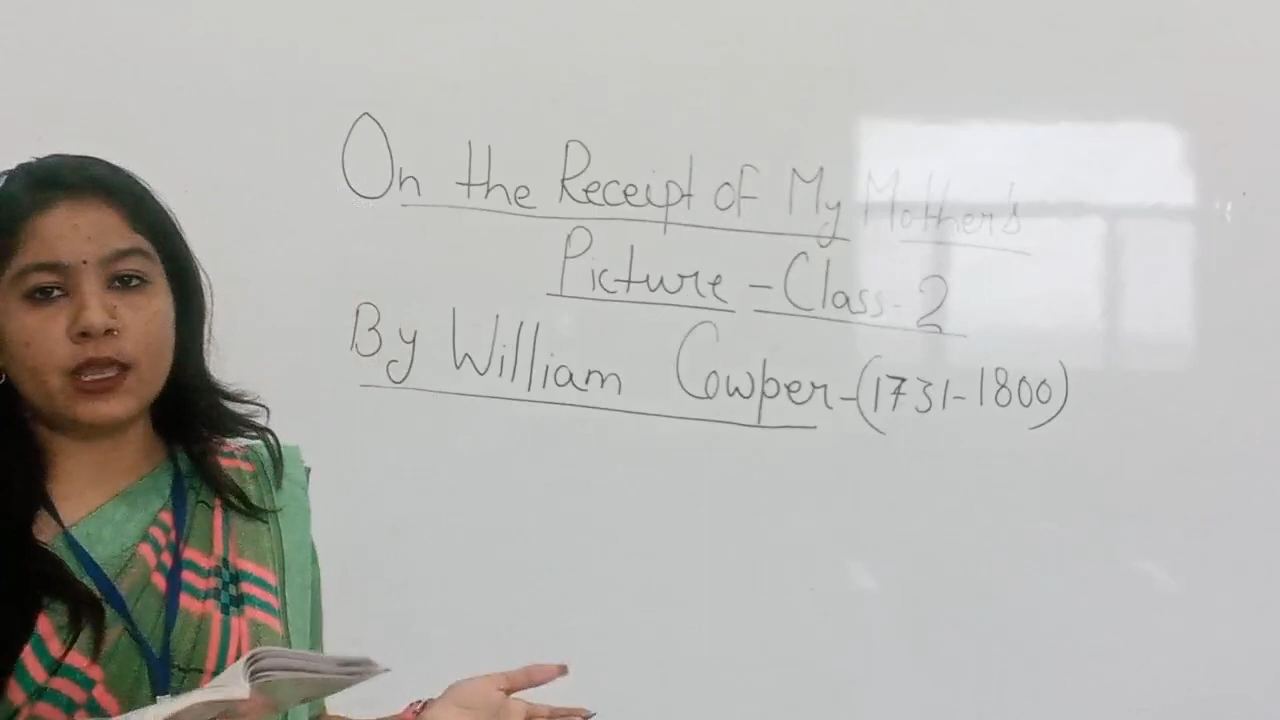 On the Receipt of My Mother's
Picture - Class - 2
By William Cowper - (1731-1800)